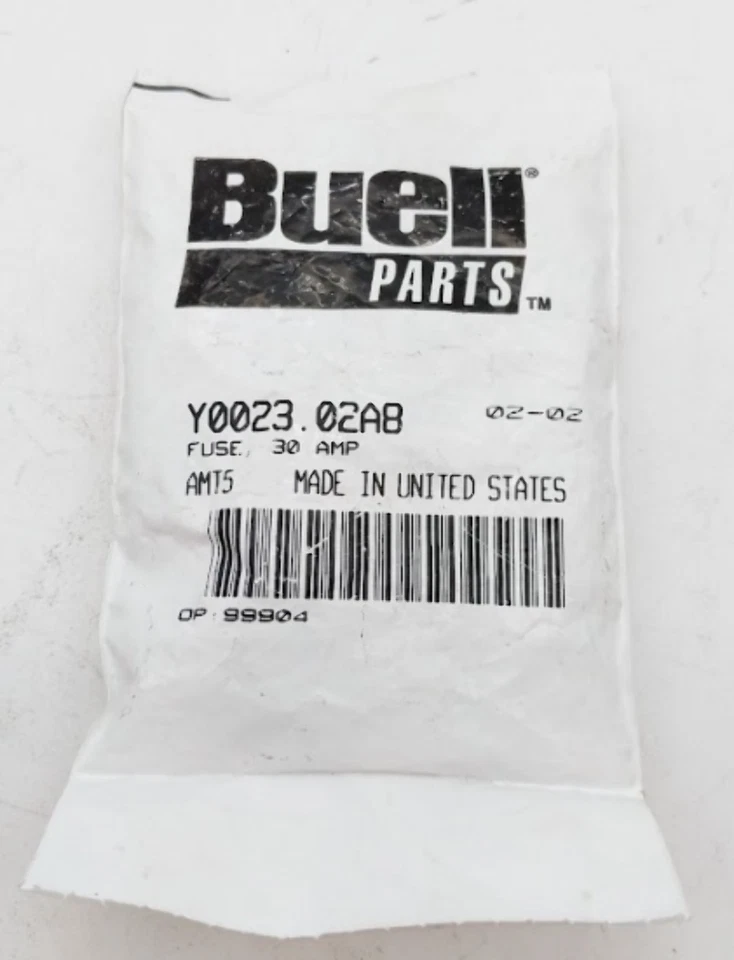 Buell®
PARTS™
Y0023.02A8 02-02
FUSE, 30 AMP
AMT5 MADE IN UNITED STATES
OP: 99904